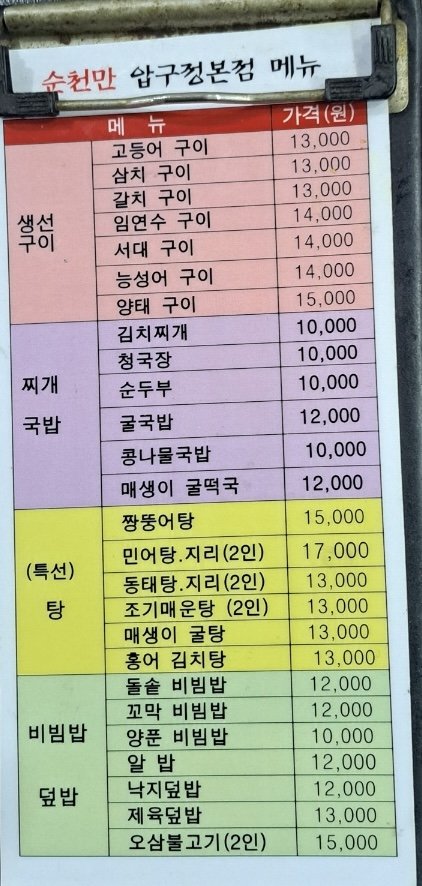 순천만 압구정본점 메뉴
메 뉴 가격(원)
생선
구이
고등어 구이 13,000
삼치 구이 13,000
갈치 구이 13,000
임연수 구이 14,000
서대 구이 14,000
능성어 구이 14,000
양태 구이 15,000
찌개
국밥
김치찌개 10,000
청국장 10,000
순두부 10,000
굴국밥 12,000
콩나물국밥 10,000
매생이 굴떡국 12,000
(특선)
탕
짱뚱어탕 15,000
민어탕.지리(2인) 17,000
동태탕.지리(2인) 13,000
조기매운탕 (2인) 13,000
매생이 굴탕 13,000
홍어 김치탕 13,000
비빔밥
덮밥
돌솥 비빔밥 12,000
꼬막 비빔밥 12,000
양푼 비빔밥 10,000
알 밥 12,000
낙지덮밥 12,000
제육덮밥 13,000
오삼불고기(2인) 15,000